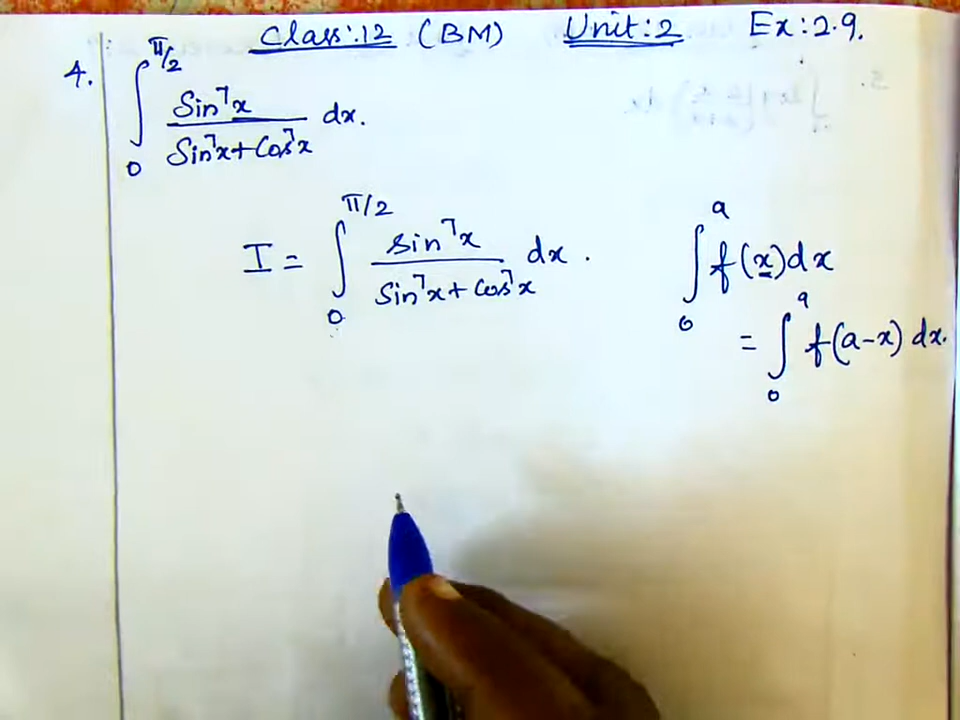 Class:.12 (BM) Unit:2 Ex:2.9.
4. ∫₀^{π/2} Sin⁷x / (Sin⁷x + Cos⁷x) dx.
I = ∫₀^{π/2} Sin⁷x / (Sin⁷x + Cos⁷x) dx .
∫₀^a f(x)dx
= ∫₀^a f(a-x) dx.